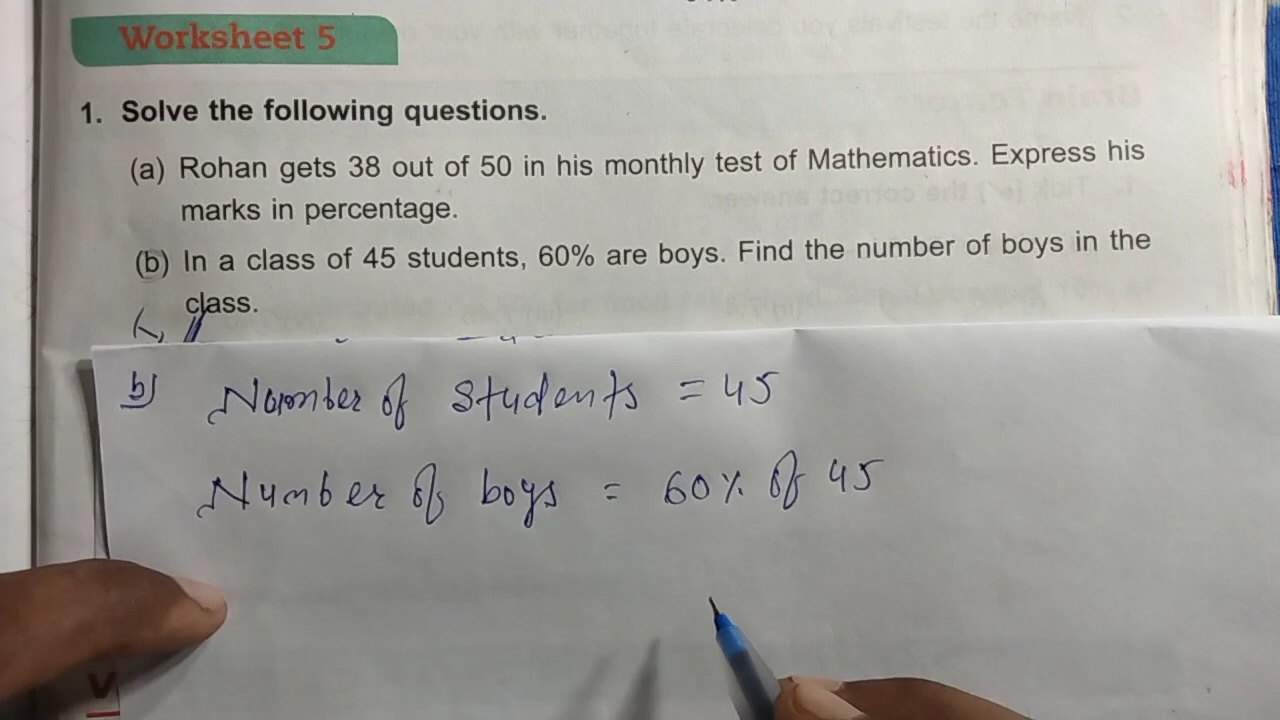 Worksheet 5
1. Solve the following questions.
(a) Rohan gets 38 out of 50 in his monthly test of Mathematics. Express his
marks in percentage.
(b) In a class of 45 students, 60% are boys. Find the number of boys in the
class.
b) Number of students = 45
Number of boys = 60% of 45